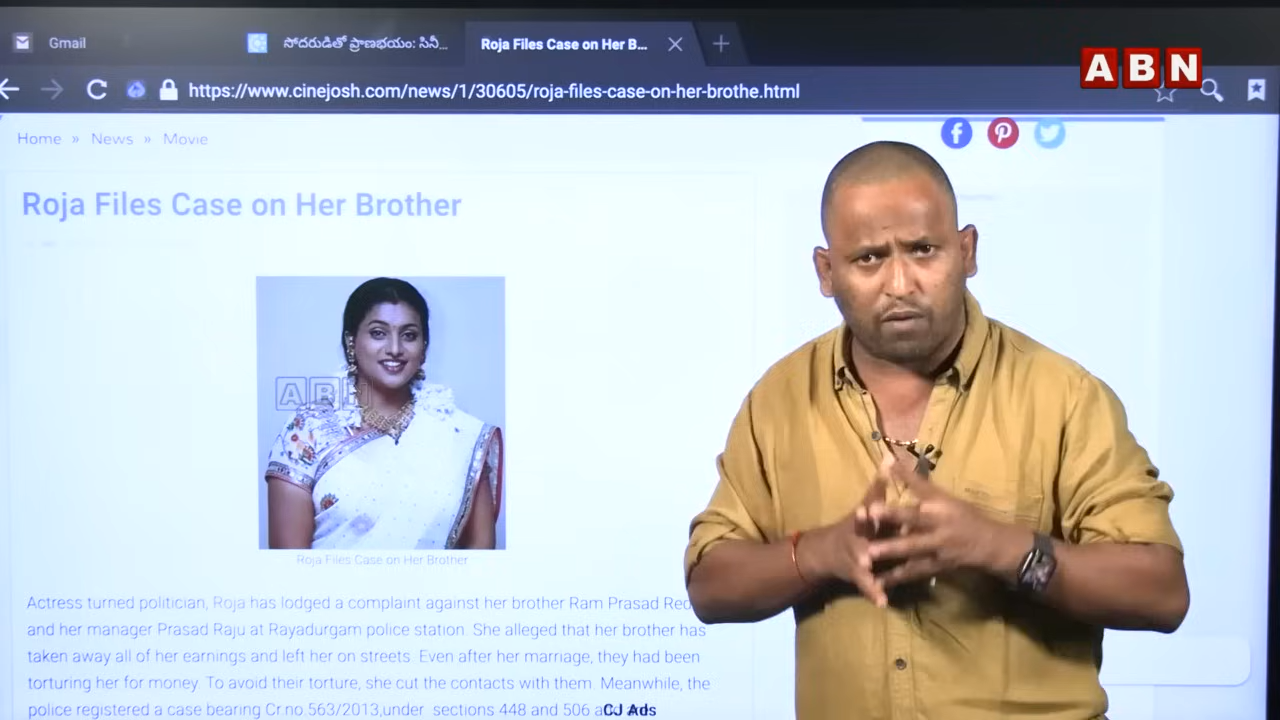 Gmail
సోదరుడితో ప్రాణభయం: సినీ...
Roja Files Case on Her B...
ABN
https://www.cinejosh.com/news/1/30605/roja-files-case-on-her-brothe.html
Home » News » Movie
Roja Files Case on Her Brother
ABN
Roja Files Case on Her Brother
Actress turned politician, Roja has lodged a complaint against her brother Ram Prasad Red
and her manager Prasad Raju at Rayadurgam police station. She alleged that her brother has
taken away all of her earnings and left her on streets. Even after her marriage, they had been
torturing her for money. To avoid their torture, she cut the contacts with them. Meanwhile, the
police registered a case bearing Cr.no.563/2013,under sections 448 and 506 a
CJ Ads